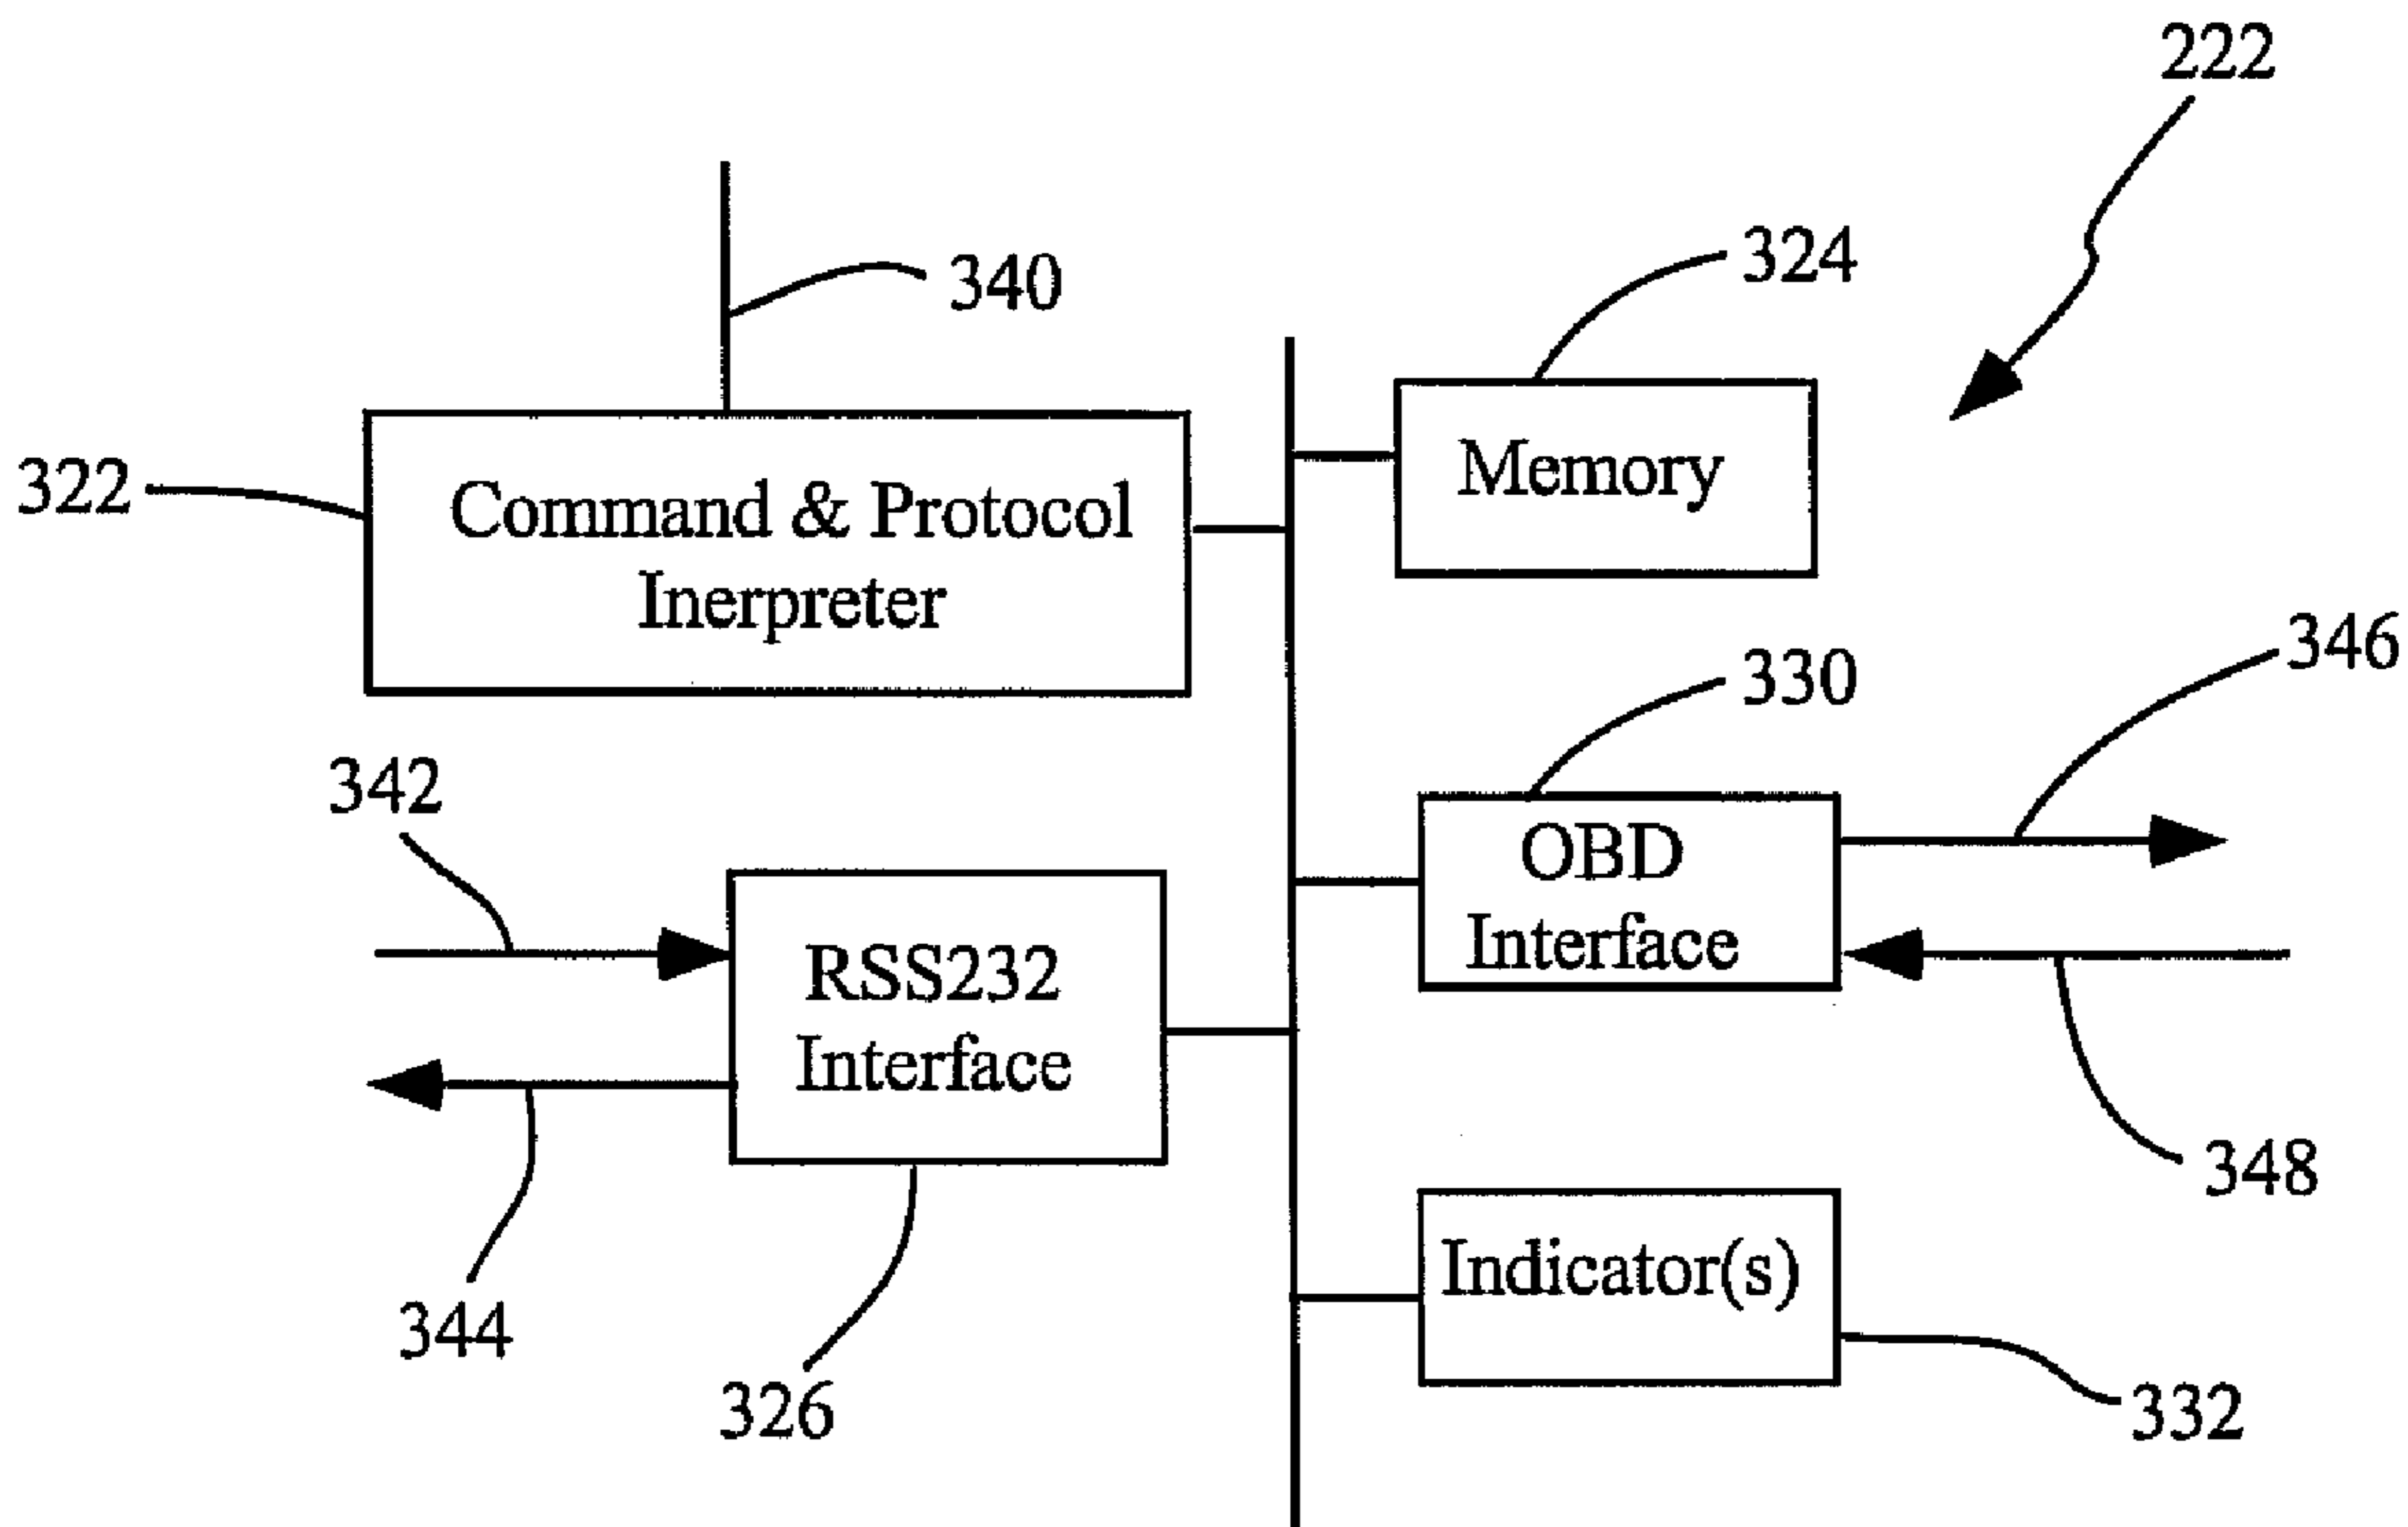 222
340
324
322
Command & Protocol
Inerpreter
Memory
346
330
342
OBD
Interface
RSS232
Interface
348
344
Indicator(s)
326
332